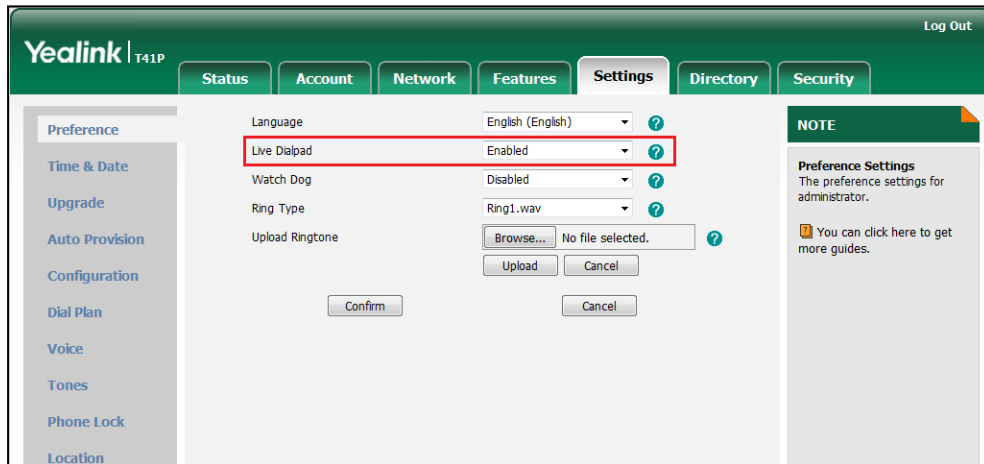 Log Out
Yealink T41P
Status Account Network Features Settings Directory Security
Preference
Time & Date
Upgrade
Auto Provision
Configuration
Dial Plan
Voice
Tones
Phone Lock
Location
Language English (English) ?
Live Dialpad Enabled ?
Watch Dog Disabled ?
Ring Type Ring1.wav ?
Upload Ringtone Browse... No file selected. ?
Upload Cancel
Confirm Cancel
NOTE
Preference Settings
The preference settings for
administrator.
? You can click here to get
more guides.